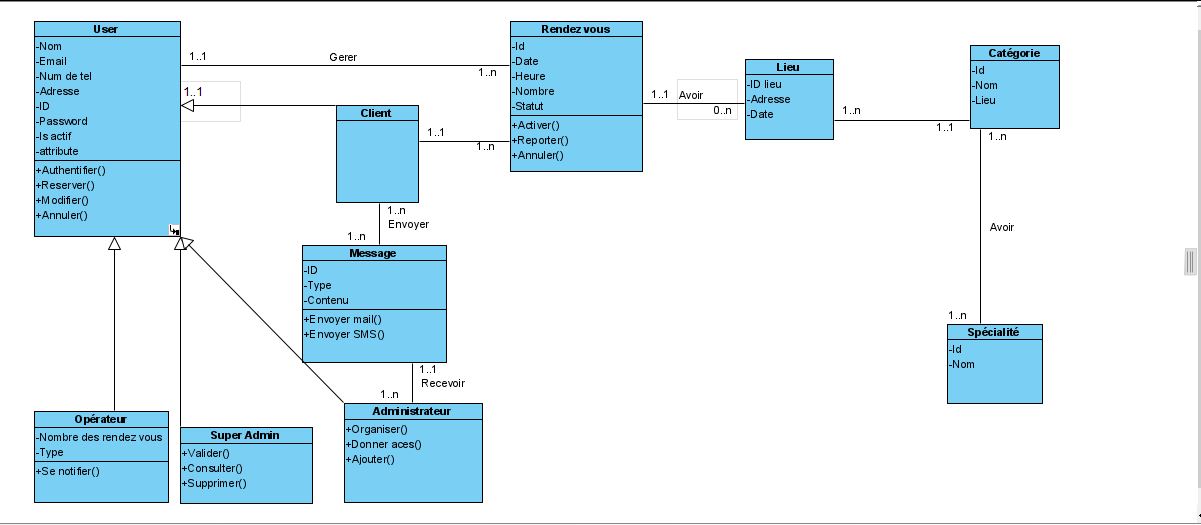 User
-Nom
-Email
-Num de tel
-Adresse
-ID
-Password
-Is actif
-attribute
+Authentifier()
+Reserver()
+Modifier()
+Annuler()
1..1
Gerer
1..n
1..1
Rendez vous
-Id
-Date
-Heure
-Nombre
-Statut
+Activer()
+Reporter()
+Annuler()
Client
1..1
1..n
1..1
Avoir
0..n
Lieu
-ID lieu
-Adresse
-Date
1..n
1..1
Catégorie
-Id
-Nom
-Lieu
1..n
Avoir
1..n
Spécialité
-Id
-Nom
1..n
Envoyer
1..n
Message
-ID
-Type
-Contenu
+Envoyer mail()
+Envoyer SMS()
1..1
Recevoir
1..n
Opérateur
-Nombre des rendez vous
-Type
+Se notifier()
Super Admin
+Valider()
+Consulter()
+Supprimer()
Administrateur
+Organiser()
+Donner aces()
+Ajouter()